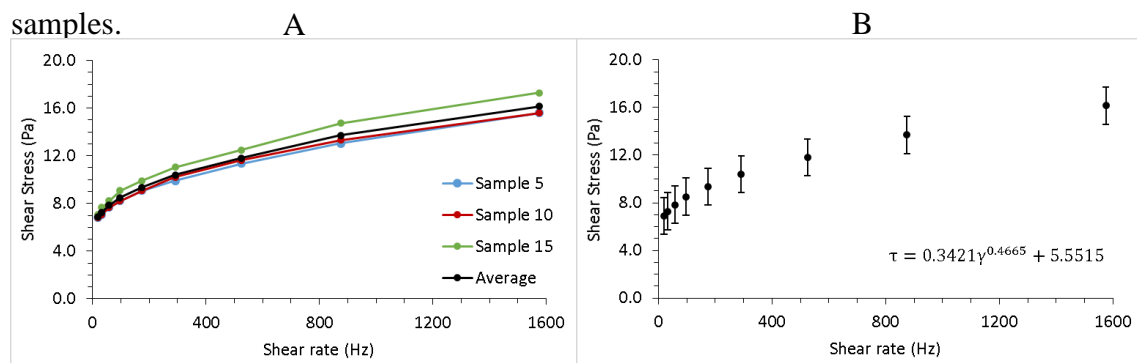 samples.
A
B
20.0
16.0
12.0
8.0
4.0
0.0
Shear Stress (Pa)
0
400
800
1200
1600
Shear rate (Hz)
Sample 5
Sample 10
Sample 15
Average
20.0
16.0
12.0
8.0
4.0
0.0
Shear Stress (Pa)
0
400
800
1200
1600
Shear rate (Hz)
τ = 0.3421γ^0.4665 + 5.5515